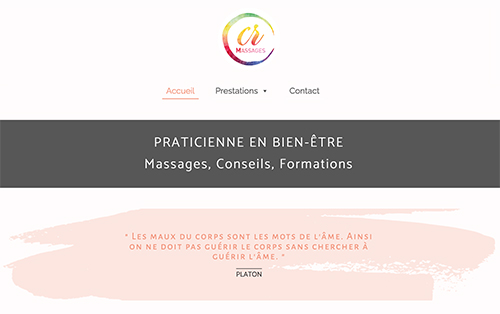 cr
MASSAGES
Accueil
Prestations
Contact
PRATICIENNE EN BIEN-ÊTRE
Massages, Conseils, Formations
" Les maux du corps sont les mots de l'âme. Ainsi
on ne doit pas guérir le corps sans chercher à
guérir l'âme. "
PLATON